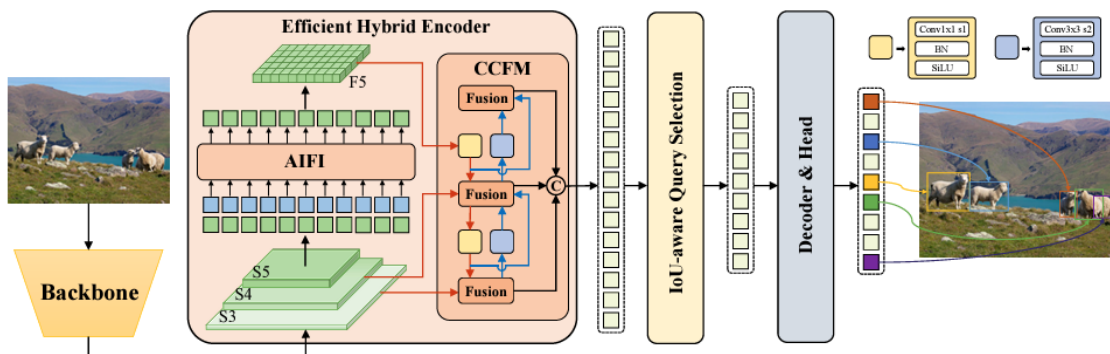 Efficient Hybrid Encoder
F5
CCFM
Fusion
AIFI
Fusion
S5
S4
S3
Fusion
C
Backbone
IoU-aware Query Selection
Decoder & Head
Conv1x1 s1
BN
SiLU
Conv3x3 s2
BN
SiLU